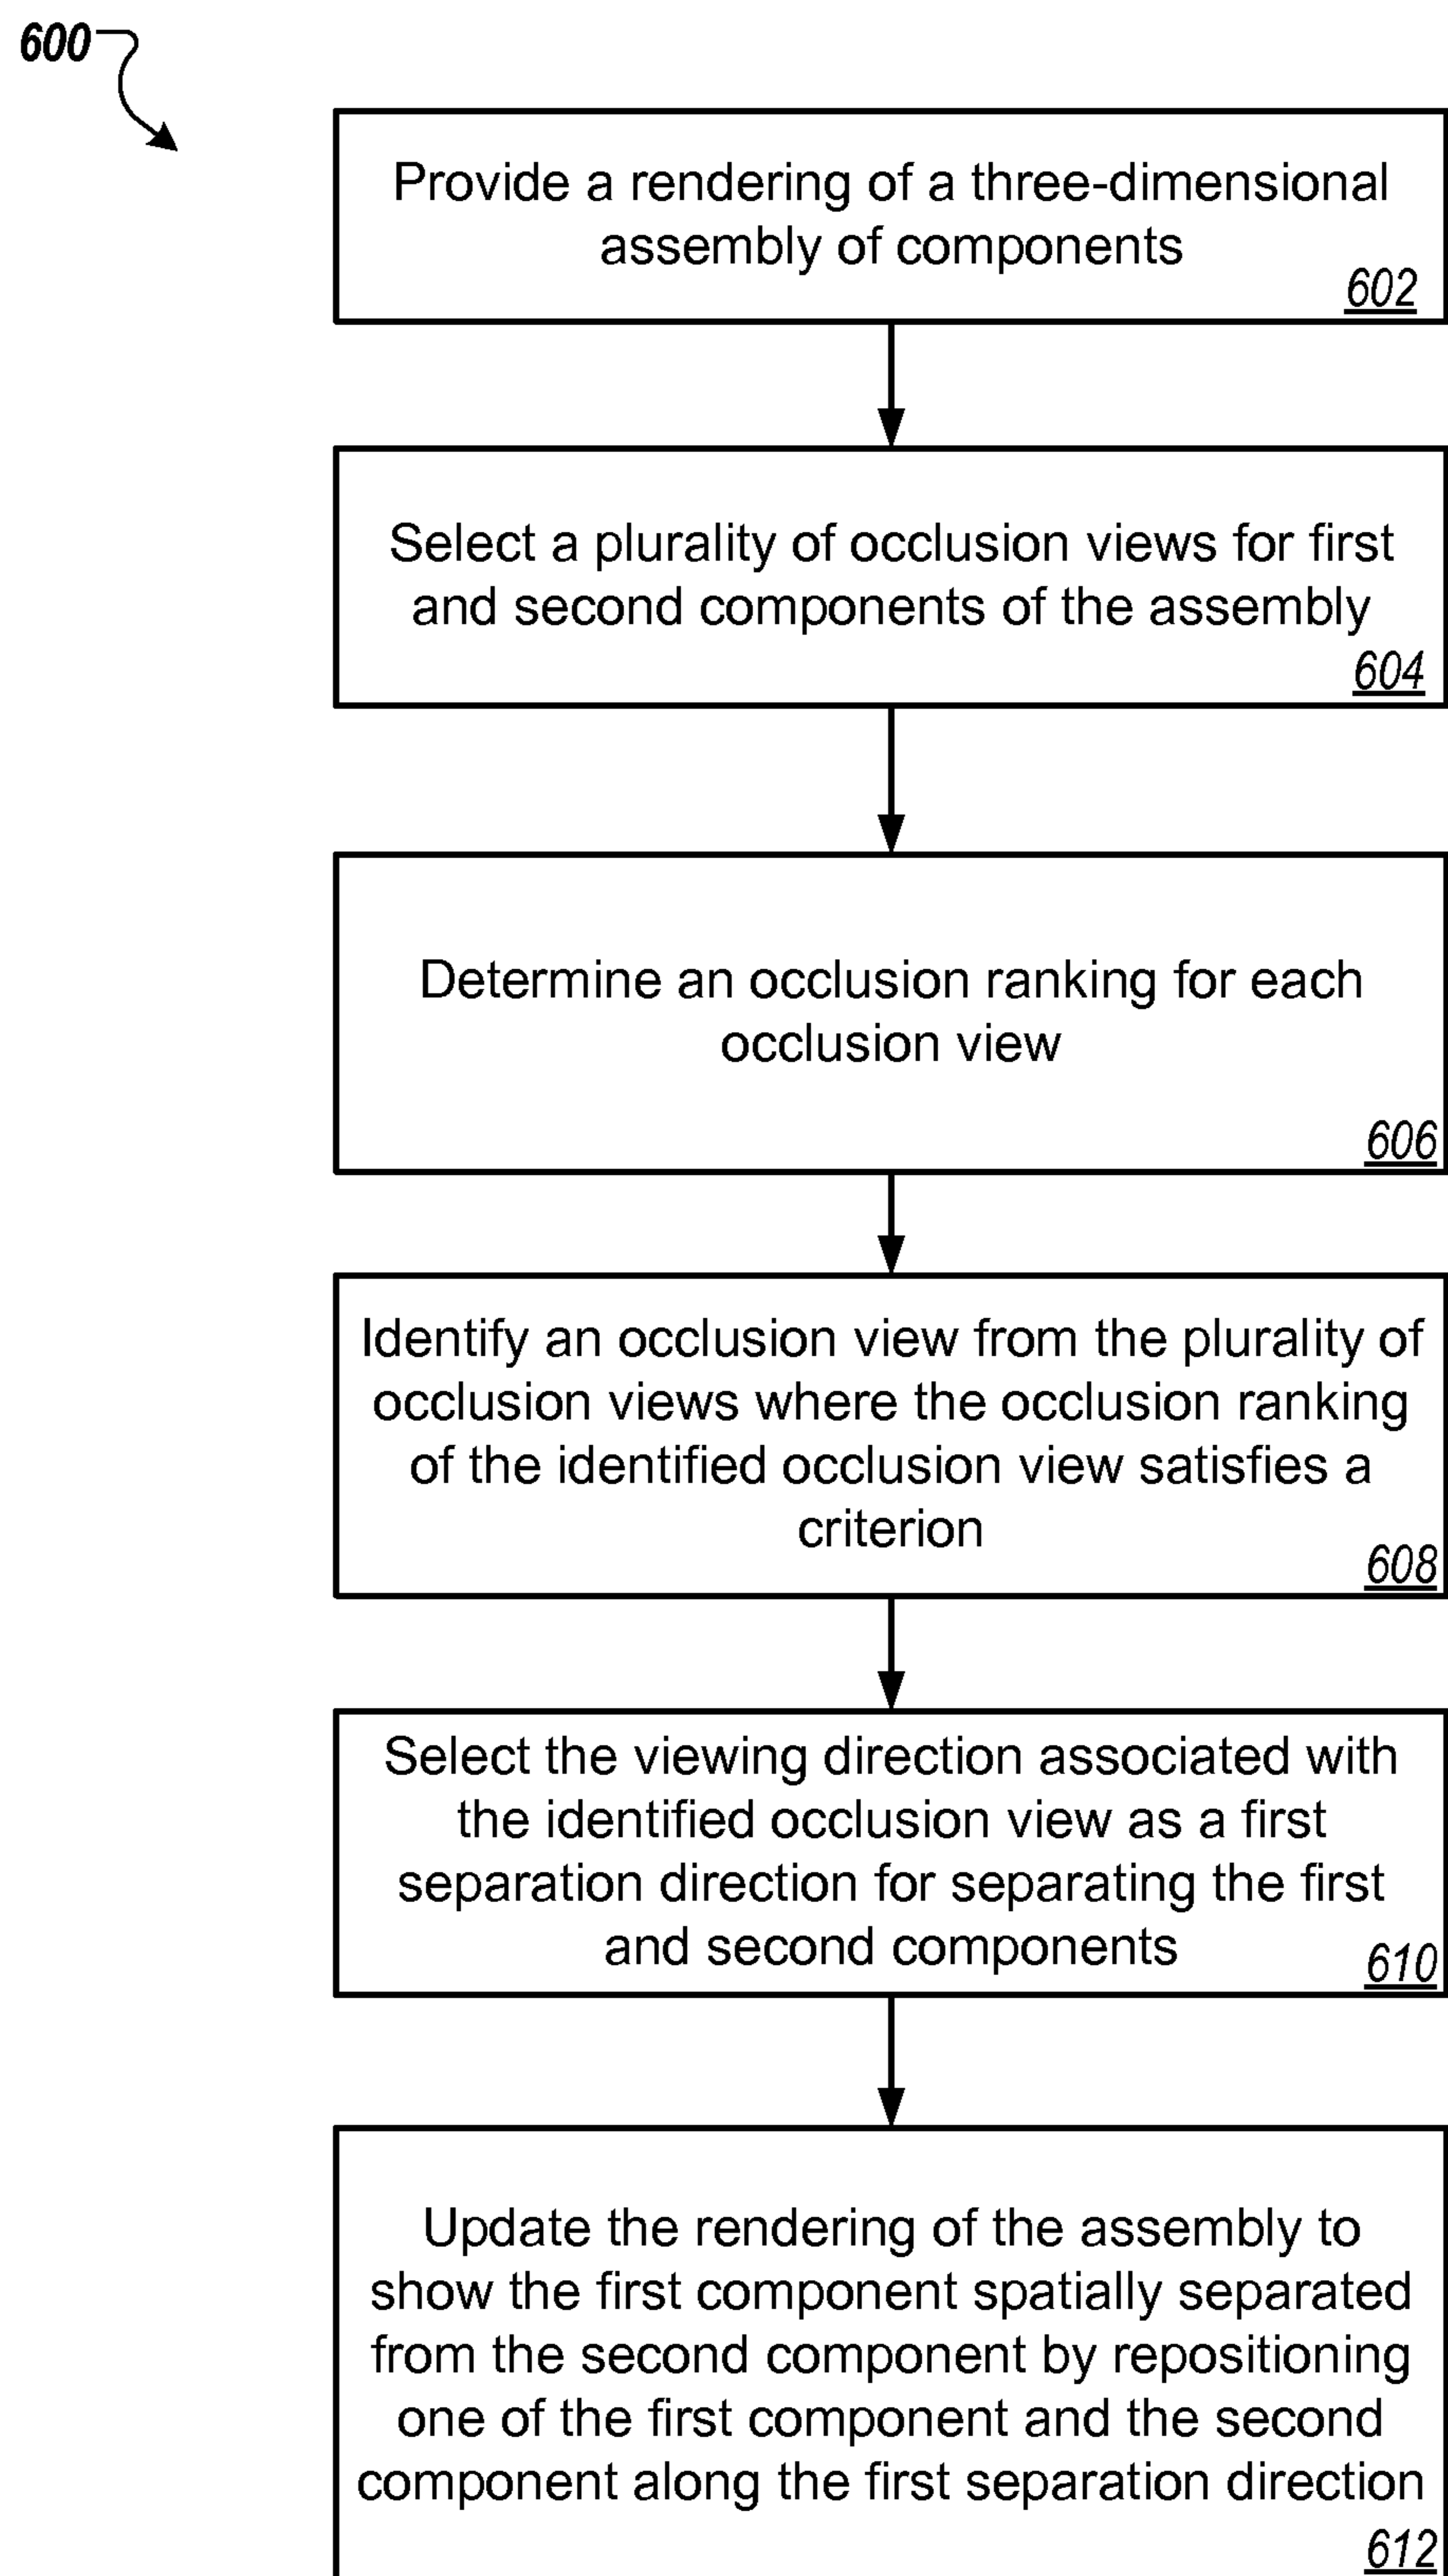 600
Provide a rendering of a three-dimensional
assembly of components
602
Select a plurality of occlusion views for first
and second components of the assembly
604
Determine an occlusion ranking for each
occlusion view
606
Identify an occlusion view from the plurality of
occlusion views where the occlusion ranking
of the identified occlusion view satisfies a
criterion
608
Select the viewing direction associated with
the identified occlusion view as a first
separation direction for separating the first
and second components
610
Update the rendering of the assembly to
show the first component spatially separated
from the second component by repositioning
one of the first component and the second
component along the first separation direction
612